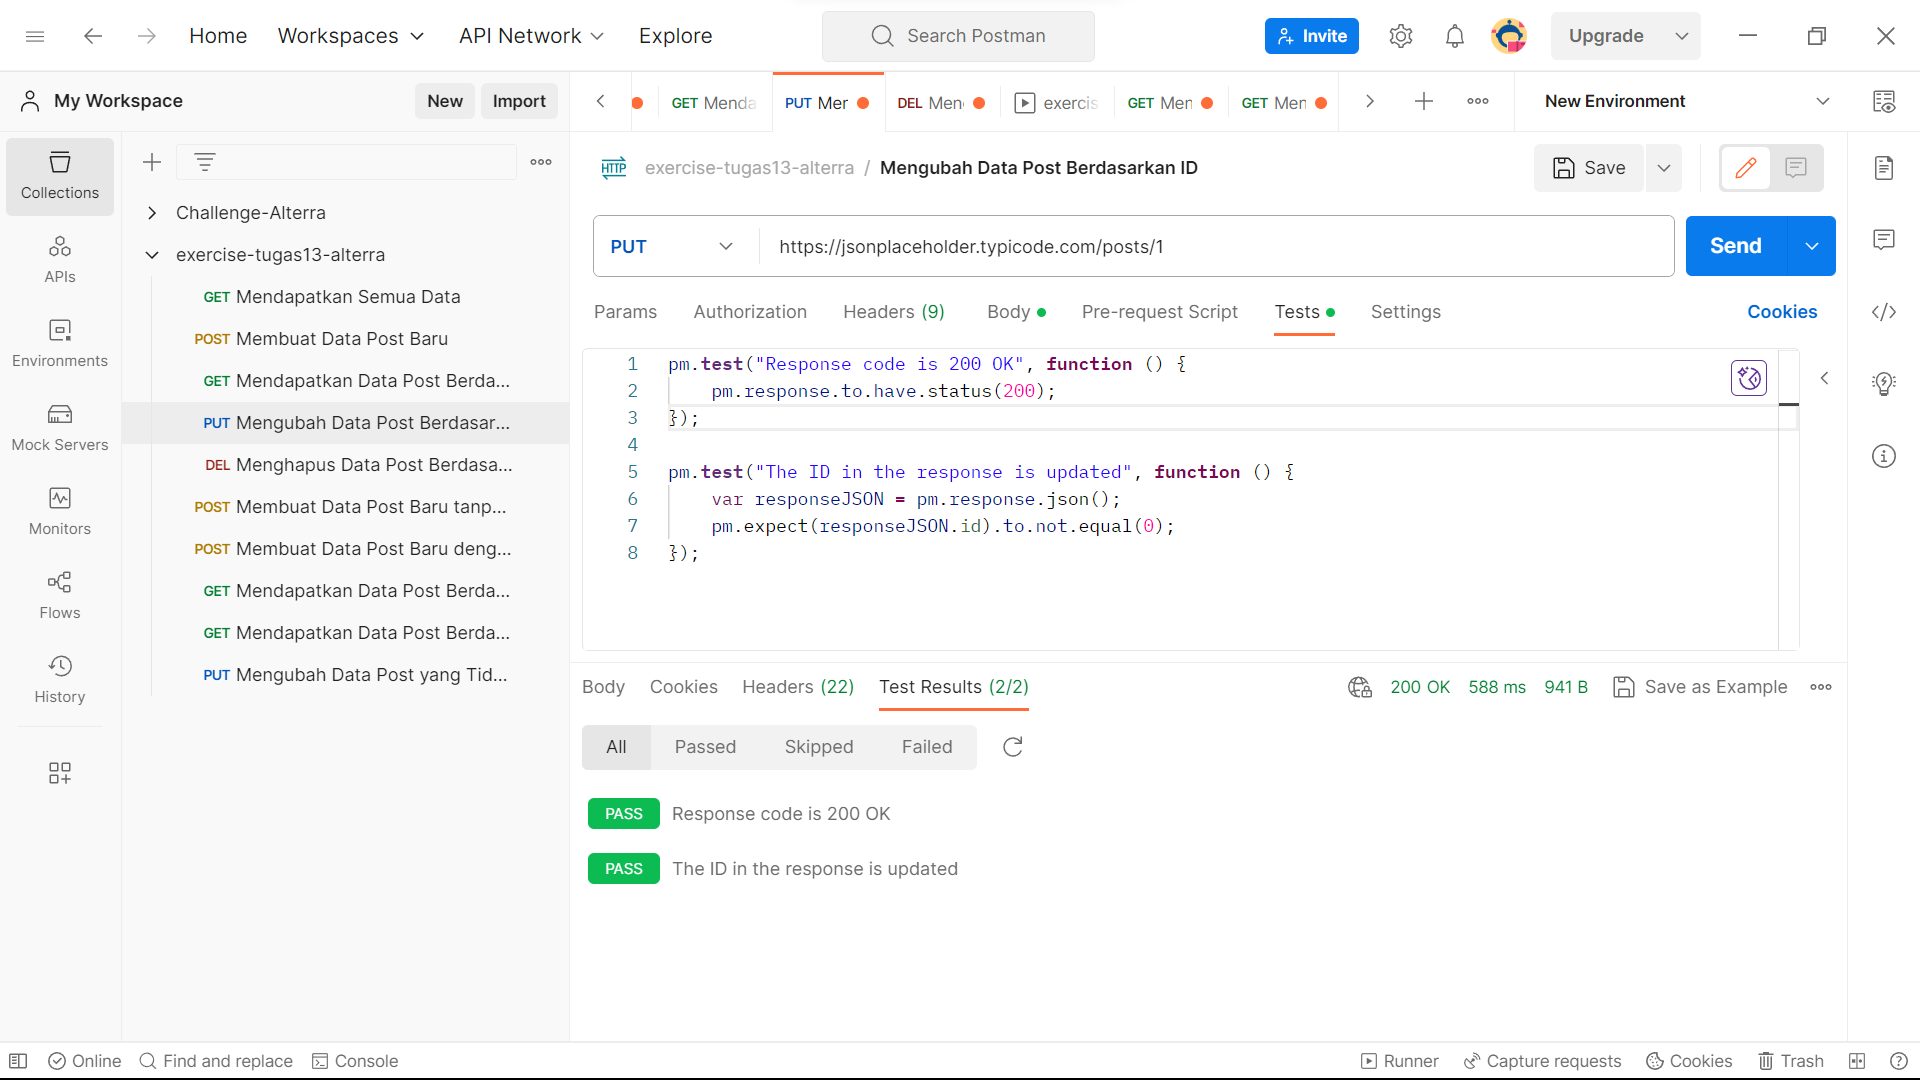 Home Workspaces API Network Explore Search Postman Invite Upgrade
My Workspace New Import GET Menda PUT Mer DEL Men exercis GET Men GET Men New Environment
Collections
APIs
Environments
Mock Servers
Monitors
Flows
History
Challenge-Alterra
exercise-tugas13-alterra
GET Mendapatkan Semua Data
POST Membuat Data Post Baru
GET Mendapatkan Data Post Berda...
PUT Mengubah Data Post Berdasar...
DEL Menghapus Data Post Berdasa...
POST Membuat Data Post Baru tanp...
POST Membuat Data Post Baru deng...
GET Mendapatkan Data Post Berda...
GET Mendapatkan Data Post Berda...
PUT Mengubah Data Post yang Tid...
HTTP exercise-tugas13-alterra / Mengubah Data Post Berdasarkan ID Save
PUT https://jsonplaceholder.typicode.com/posts/1 Send
Params Authorization Headers (9) Body Pre-request Script Tests Settings Cookies
1 pm.test("Response code is 200 OK", function () {
2 pm.response.to.have.status(200);
3 });
4
5 pm.test("The ID in the response is updated", function () {
6 var responseJSON = pm.response.json();
7 pm.expect(responseJSON.id).to.not.equal(0);
8 });
Body Cookies Headers (22) Test Results (2/2) 200 OK 588 ms 941 B Save as Example
All Passed Skipped Failed
PASS Response code is 200 OK
PASS The ID in the response is updated
Online Find and replace Console Runner Capture requests Cookies Trash